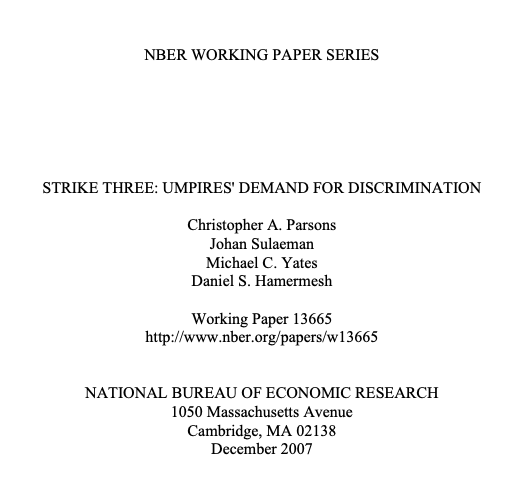 NBER WORKING PAPER SERIES
STRIKE THREE: UMPIRES' DEMAND FOR DISCRIMINATION
Christopher A. Parsons
Johan Sulaeman
Michael C. Yates
Daniel S. Hamermesh
Working Paper 13665
http://www.nber.org/papers/w13665
NATIONAL BUREAU OF ECONOMIC RESEARCH
1050 Massachusetts Avenue
Cambridge, MA 02138
December 2007